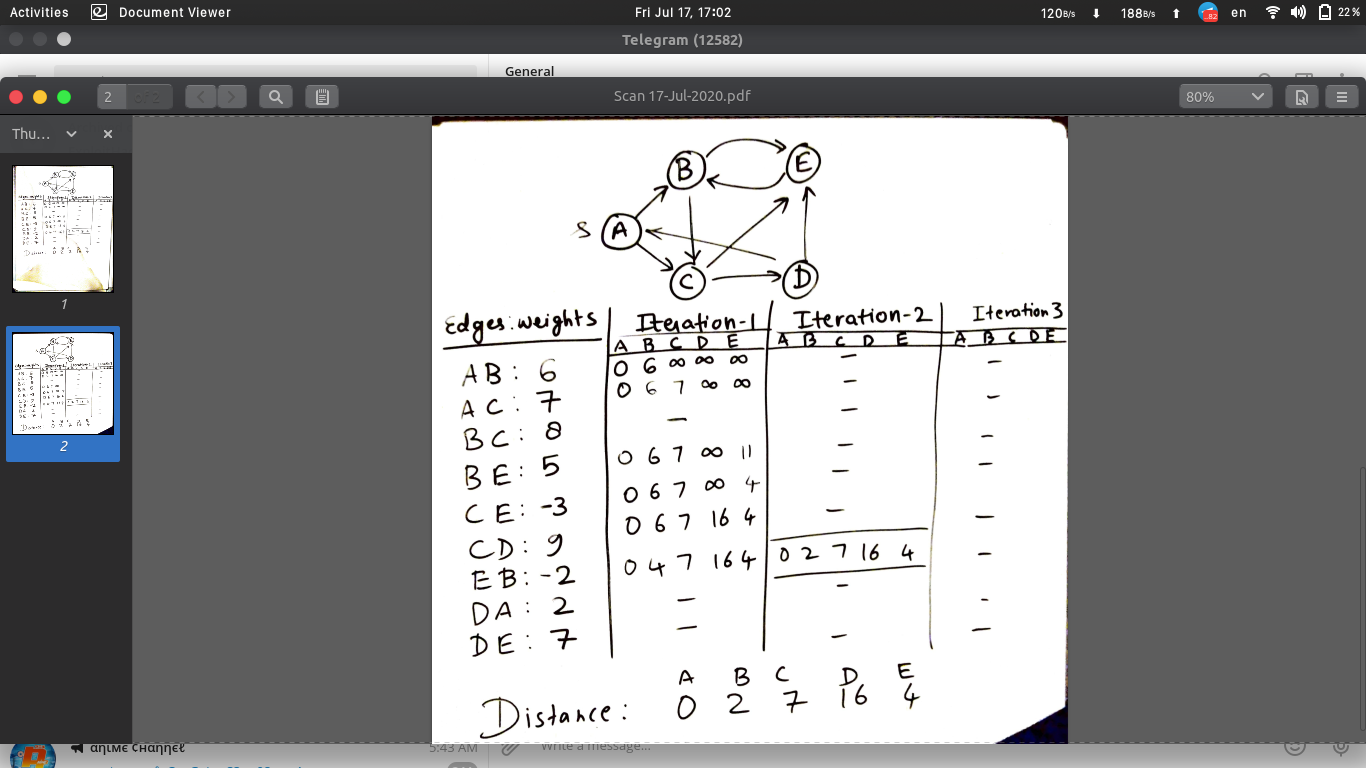 Activities Document Viewer Fri Jul 17, 17:02 120B/s 188B/s .82 en 22%
Telegram (12582)
General
2 of 2 Scan 17-Jul-2020.pdf 80%
Thu...
1
2
B E
S A
C D
Edges:weights Iteration-1 Iteration-2 Iteration 3
A B C D E A B C D E A B C D E
AB: 6 0 6 ∞ ∞ ∞ – –
AC: 7 0 6 7 ∞ ∞ – –
BC: 8 – – –
BE: 5 0 6 7 ∞ 11 – –
CE: -3 0 6 7 ∞ 4 –
CD: 9 0 6 7 16 4 – –
EB: -2 0 4 7 16 4 0 2 7 16 4 –
DA: 2 – – -
DE: 7 – – –
A B C D E
Distance: 0 2 7 16 4
5:43 AM Write a message...